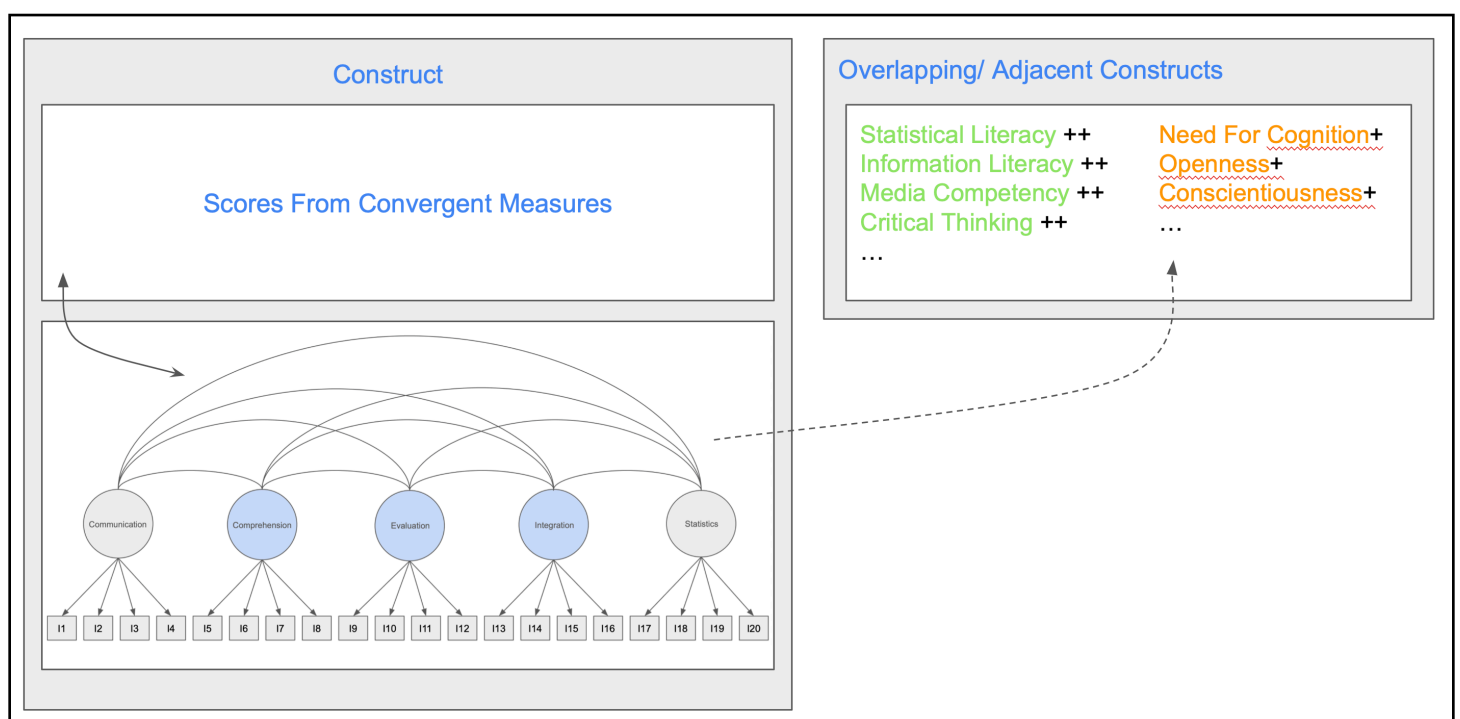 Construct
Scores From Convergent Measures
Communication
Comprehension
Evaluation
Integration
Statistics
I1
I2
I3
I4
I5
I6
I7
I8
I9
I10
I11
I12
I13
I14
I15
I16
I17
I18
I19
I20
Overlapping/ Adjacent Constructs
Statistical Literacy ++
Information Literacy ++
Media Competency ++
Critical Thinking ++
...
Need For Cognition+
Openness+
Conscientiousness+
...